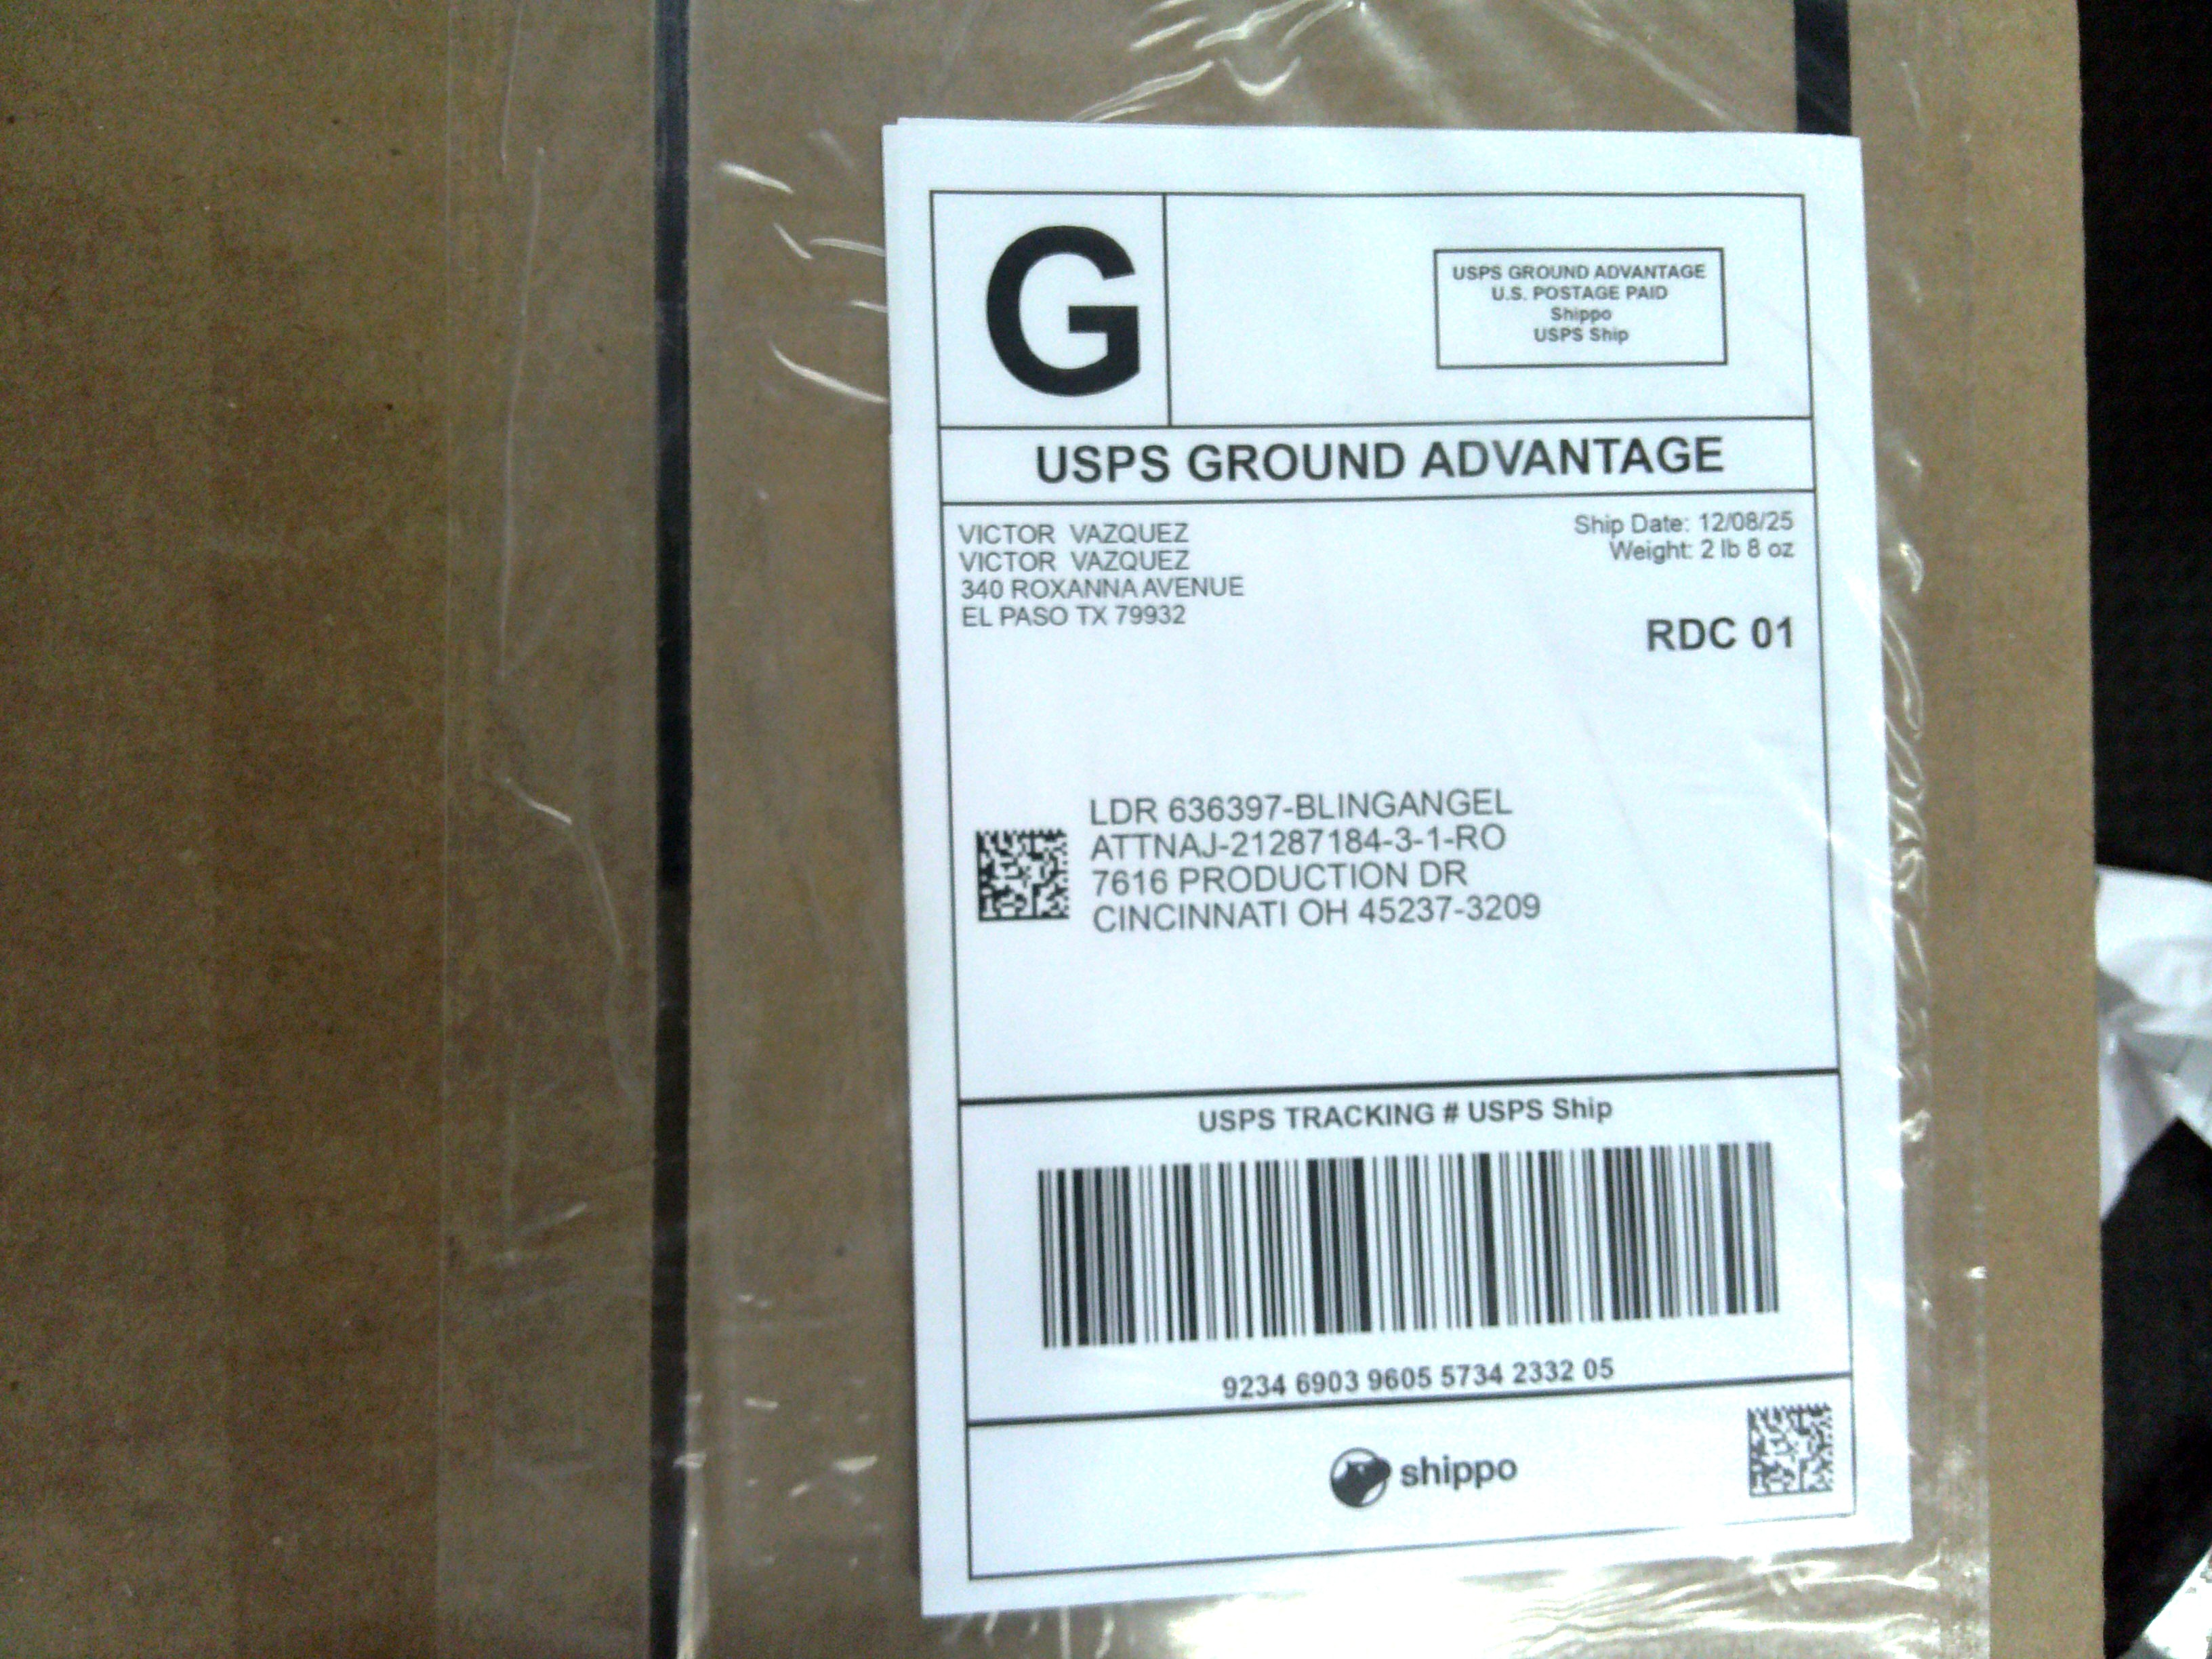 G
USPS GROUND ADVANTAGE
U.S. POSTAGE PAID
Shippo
USPS Ship
USPS GROUND ADVANTAGE
VICTOR VAZQUEZ
VICTOR VAZQUEZ
340 ROXANNA AVENUE
EL PASO TX 79932
Ship Date: 12/08/25
Weight: 2 lb 8 oz
RDC 01
LDR 636397-BLINGANGEL
ATTNAJ-21287184-3-1-RO
7616 PRODUCTION DR
CINCINNATI OH 45237-3209
USPS TRACKING # USPS Ship
9234 6903 9605 5734 2332 05
shippo